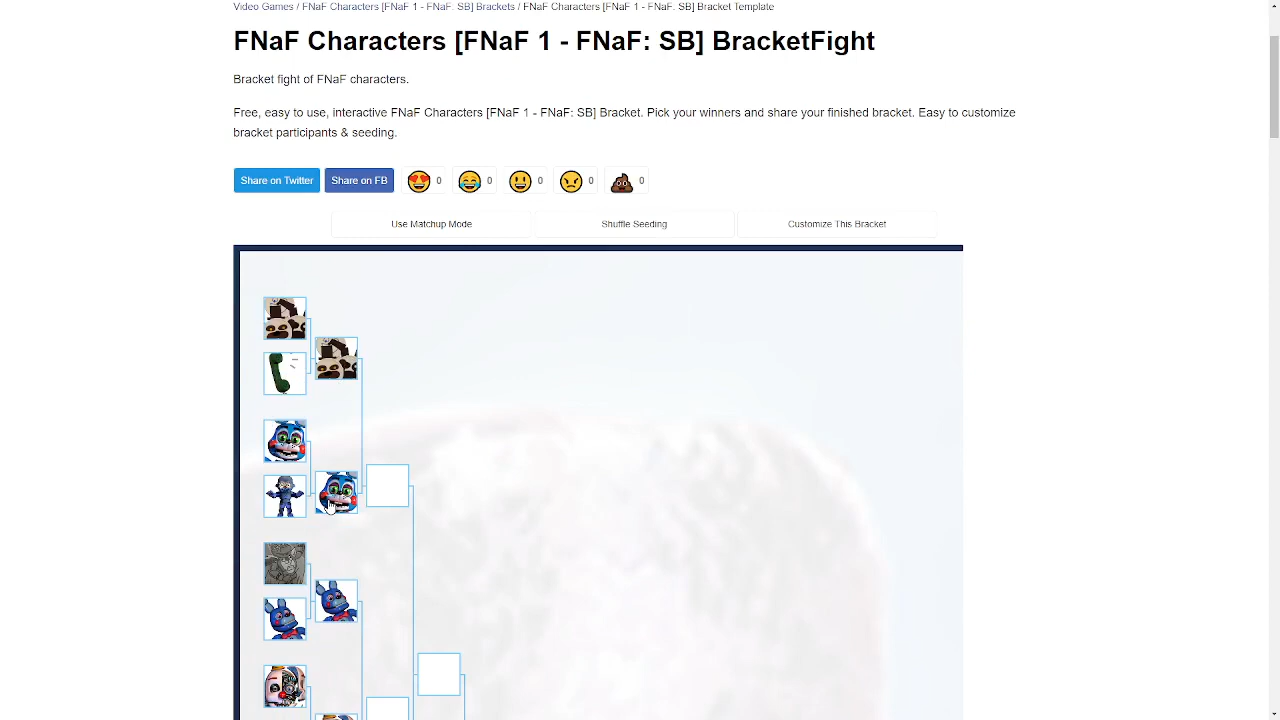 Video Games / FNaF Characters [FNaF 1 - FNaF: SB] Brackets / FNaF Characters [FNaF 1 - FNaF: SB] Bracket Template
FNaF Characters [FNaF 1 - FNaF: SB] BracketFight
Bracket fight of FNaF characters.
Free, easy to use, interactive FNaF Characters [FNaF 1 - FNaF: SB] Bracket. Pick your winners and share your finished bracket. Easy to customize
bracket participants & seeding.
Share on Twitter Share on FB 0 0 0 0 0
Use Matchup Mode Shuffle Seeding Customize This Bracket